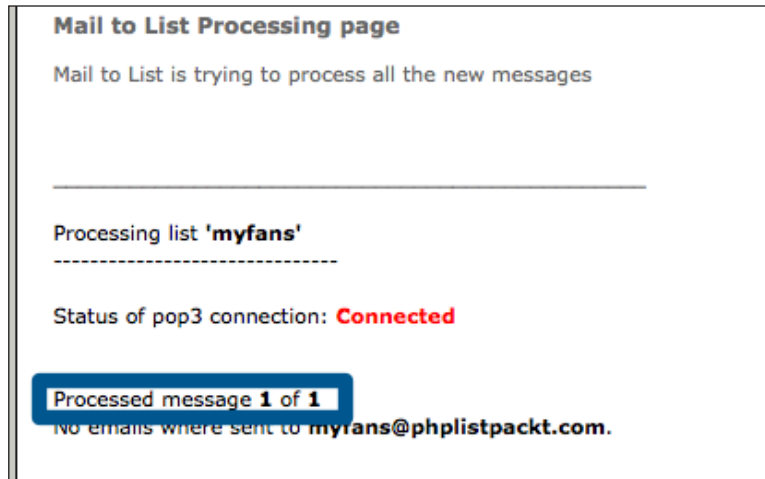 Mail to List Processing page
Mail to List is trying to process all the new messages
Processing list 'myfans'
-------------------------------
Status of pop3 connection: Connected
Processed message 1 of 1
No emails where sent to myfans@phplistpackt.com.